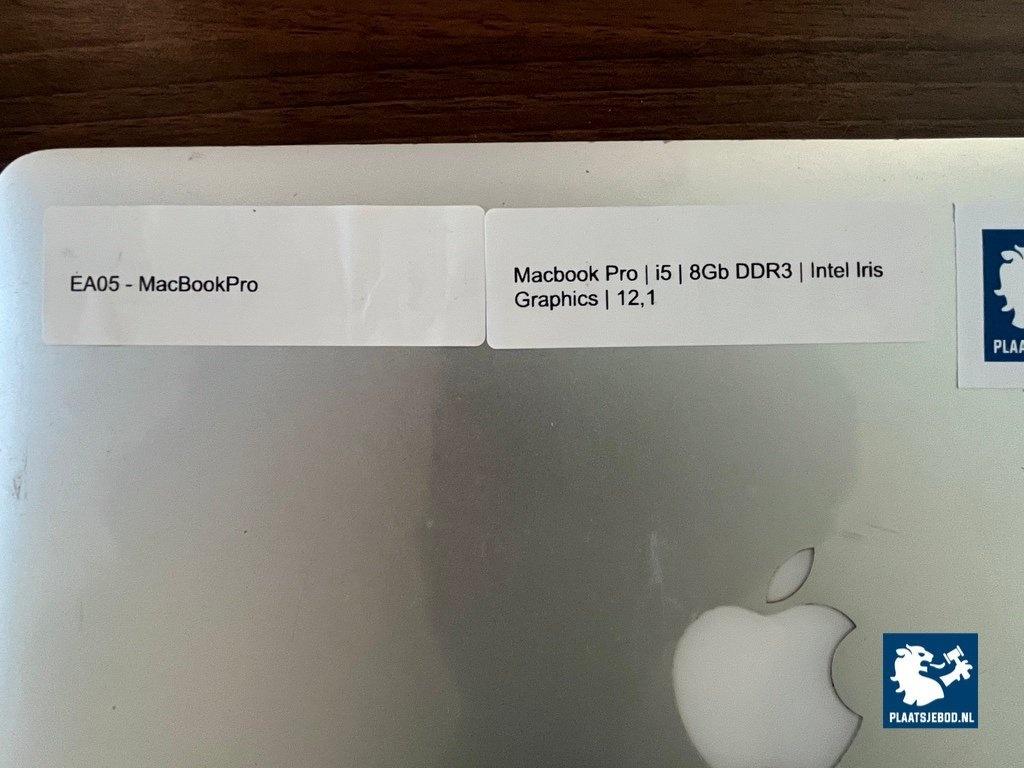 EA05 - MacBookPro
Macbook Pro | i5 | 8Gb DDR3 | Intel Iris
Graphics | 12,1
PLAATSJEBOD.NL